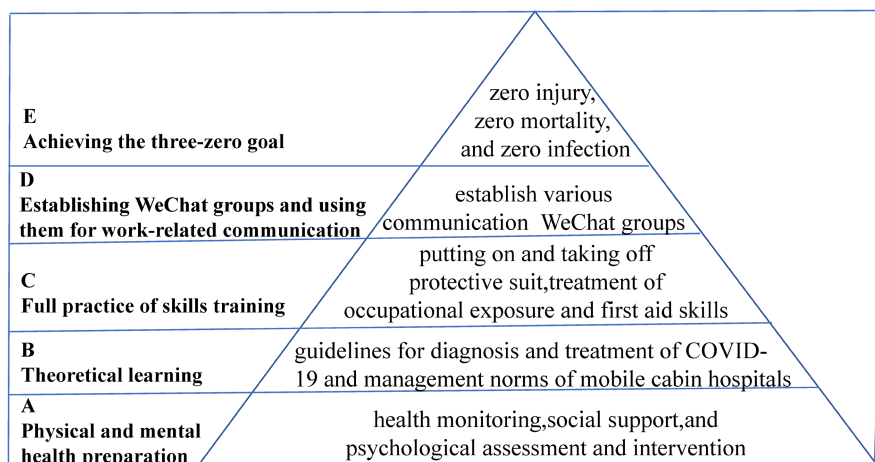 E
Achieving the three-zero goal
zero injury,
zero mortality,
and zero infection
D
Establishing WeChat groups and using
them for work-related communication
establish various
communication WeChat groups
C
Full practice of skills training
putting on and taking off
protective suit,treatment of
occupational exposure and first aid skills
B
Theoretical learning
guidelines for diagnosis and treatment of COVID-
19 and management norms of mobile cabin hospitals
A
Physical and mental
health preparation
health monitoring,social support,and
psychological assessment and intervention